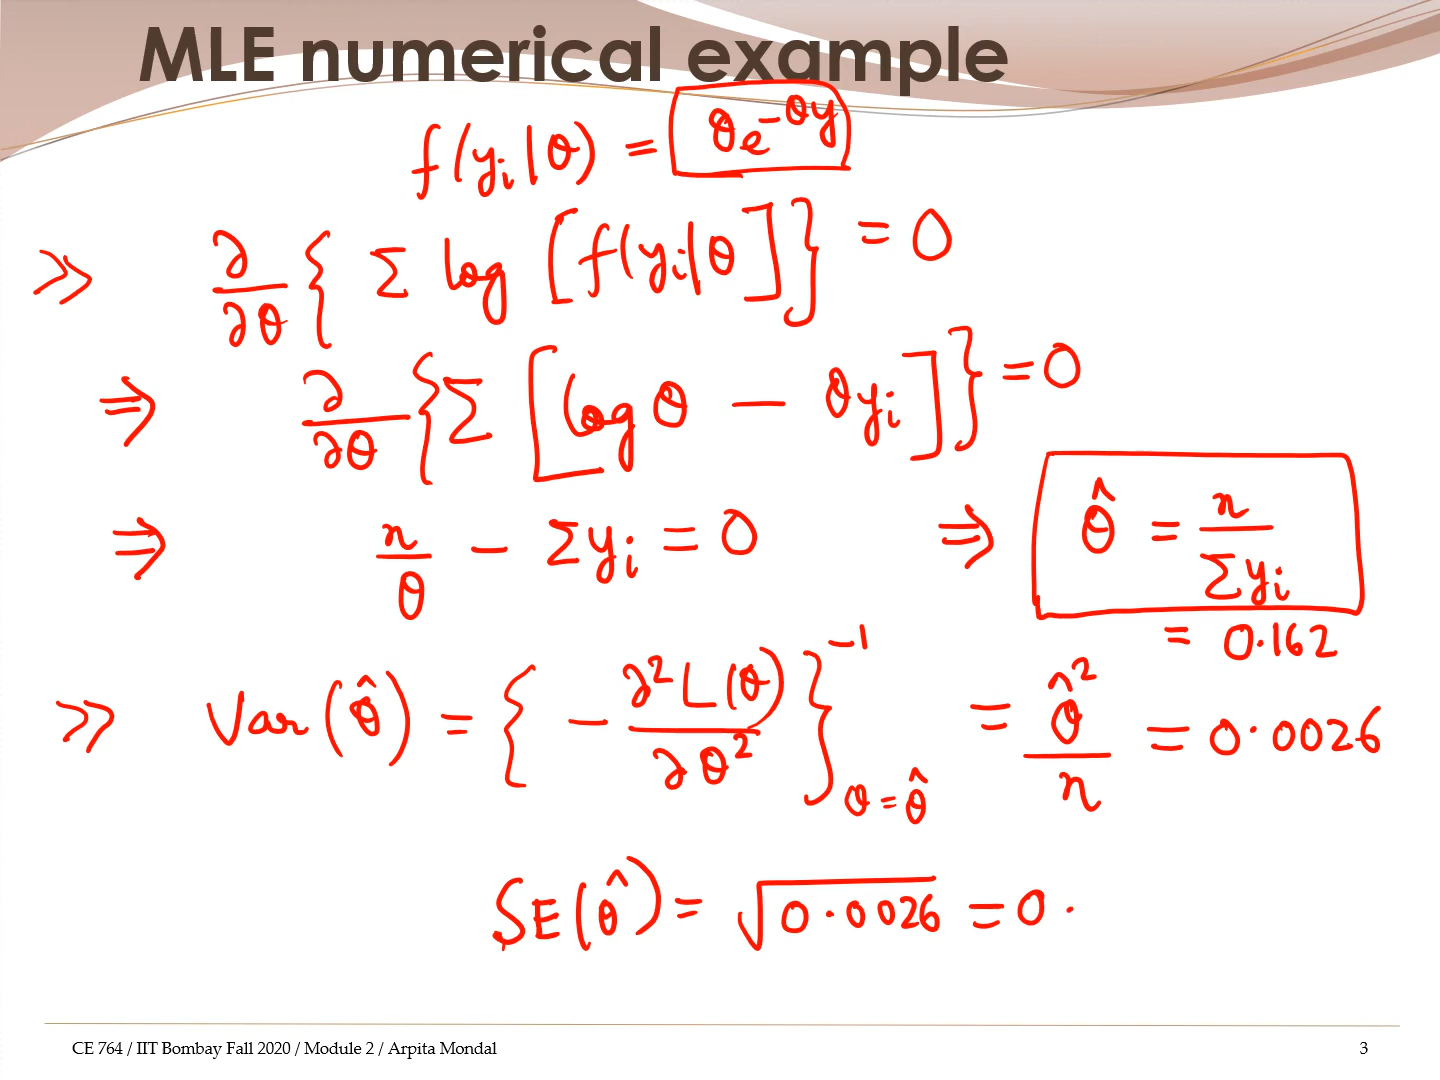 MLE numerical example
f(yᵢ|θ) = θe^-θy
>> ∂/∂θ { Σ log [f(yᵢ|θ]} = 0
⇒ ∂/∂θ {Σ [log θ − θyᵢ]} = 0
⇒ n/θ − Σyᵢ = 0 ⇒ θ̂ = n/Σyᵢ
= 0.162
>> Var(θ̂) = { − ∂²L(θ)/∂θ² }⁻¹ θ=θ̂ = θ̂²/n = 0.0026
SE(θ̂) = √0.0026 = 0.
CE 764 / IIT Bombay Fall 2020 / Module 2 / Arpita Mondal 3